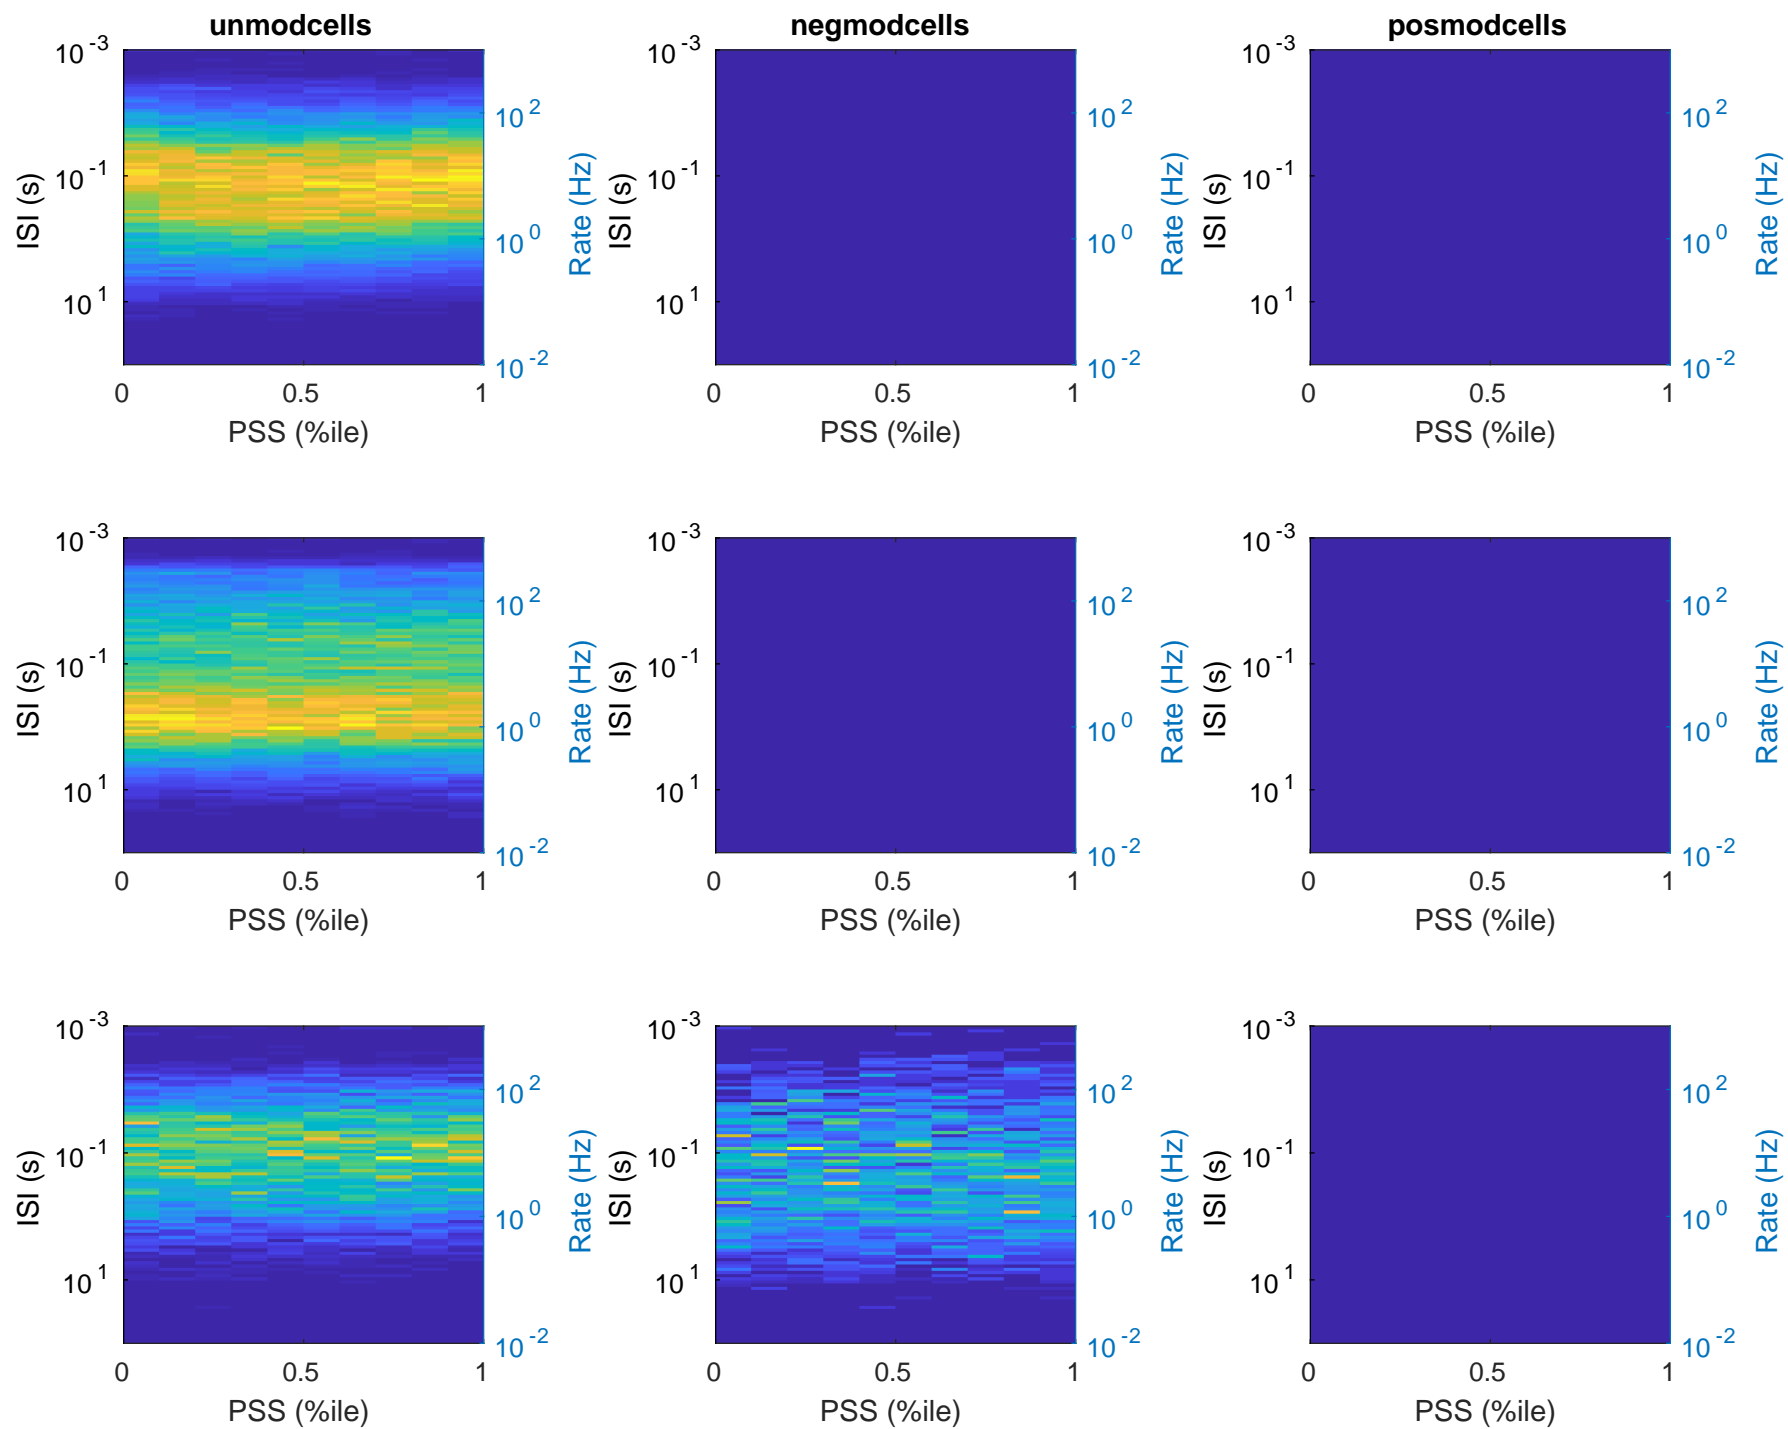 unmodcells negmodcells posmodcells
10^-3 10^-3 10^-3
10^2 10^2 10^2
10^-1 10^-1 10^-1
ISI (s) Rate (Hz) ISI (s) Rate (Hz) ISI (s) Rate (Hz)
10^0 10^0 10^0
10^1 10^1 10^1
10^-2 10^-2 10^-2
0 0.5 1 0 0.5 1 0 0.5 1
PSS (%ile) PSS (%ile) PSS (%ile)
10^-3 10^-3 10^-3
10^2 10^2 10^2
10^-1 10^-1 10^-1
ISI (s) Rate (Hz) ISI (s) Rate (Hz) ISI (s) Rate (Hz)
10^0 10^0 10^0
10^1 10^1 10^1
10^-2 10^-2 10^-2
0 0.5 1 0 0.5 1 0 0.5 1
PSS (%ile) PSS (%ile) PSS (%ile)
10^-3 10^-3 10^-3
10^2 10^2 10^2
10^-1 10^-1 10^-1
ISI (s) Rate (Hz) ISI (s) Rate (Hz) ISI (s) Rate (Hz)
10^0 10^0 10^0
10^1 10^1 10^1
10^-2 10^-2 10^-2
0 0.5 1 0 0.5 1 0 0.5 1
PSS (%ile) PSS (%ile) PSS (%ile)